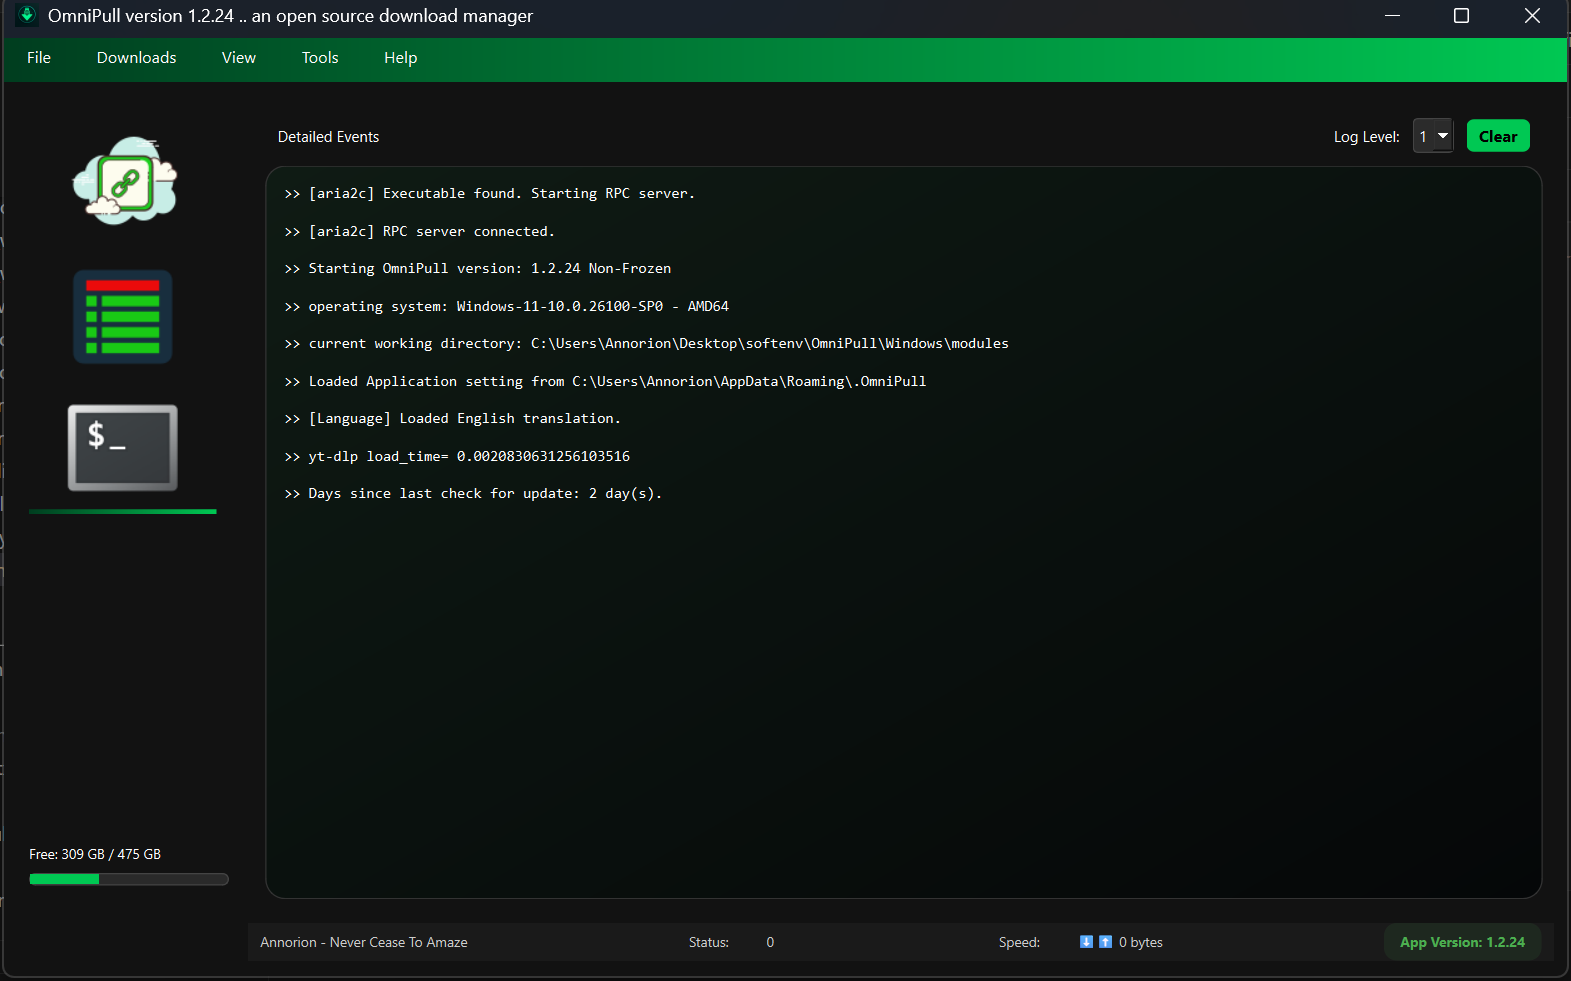 OmniPull version 1.2.24 .. an open source download manager
File Downloads View Tools Help
Detailed Events Log Level: 1 Clear
>> [aria2c] Executable found. Starting RPC server.
>> [aria2c] RPC server connected.
>> Starting OmniPull version: 1.2.24 Non-Frozen
>> operating system: Windows-11-10.0.26100-SP0 - AMD64
>> current working directory: C:\Users\Annorion\Desktop\softenv\OmniPull\Windows\modules
>> Loaded Application setting from C:\Users\Annorion\AppData\Roaming\.OmniPull
>> [Language] Loaded English translation.
>> yt-dlp load_time= 0.0020830631256103516
>> Days since last check for update: 2 day(s).
$_
Free: 309 GB / 475 GB
Annorion - Never Cease To Amaze Status: 0 Speed: ⬇️ ⬆️ 0 bytes App Version: 1.2.24